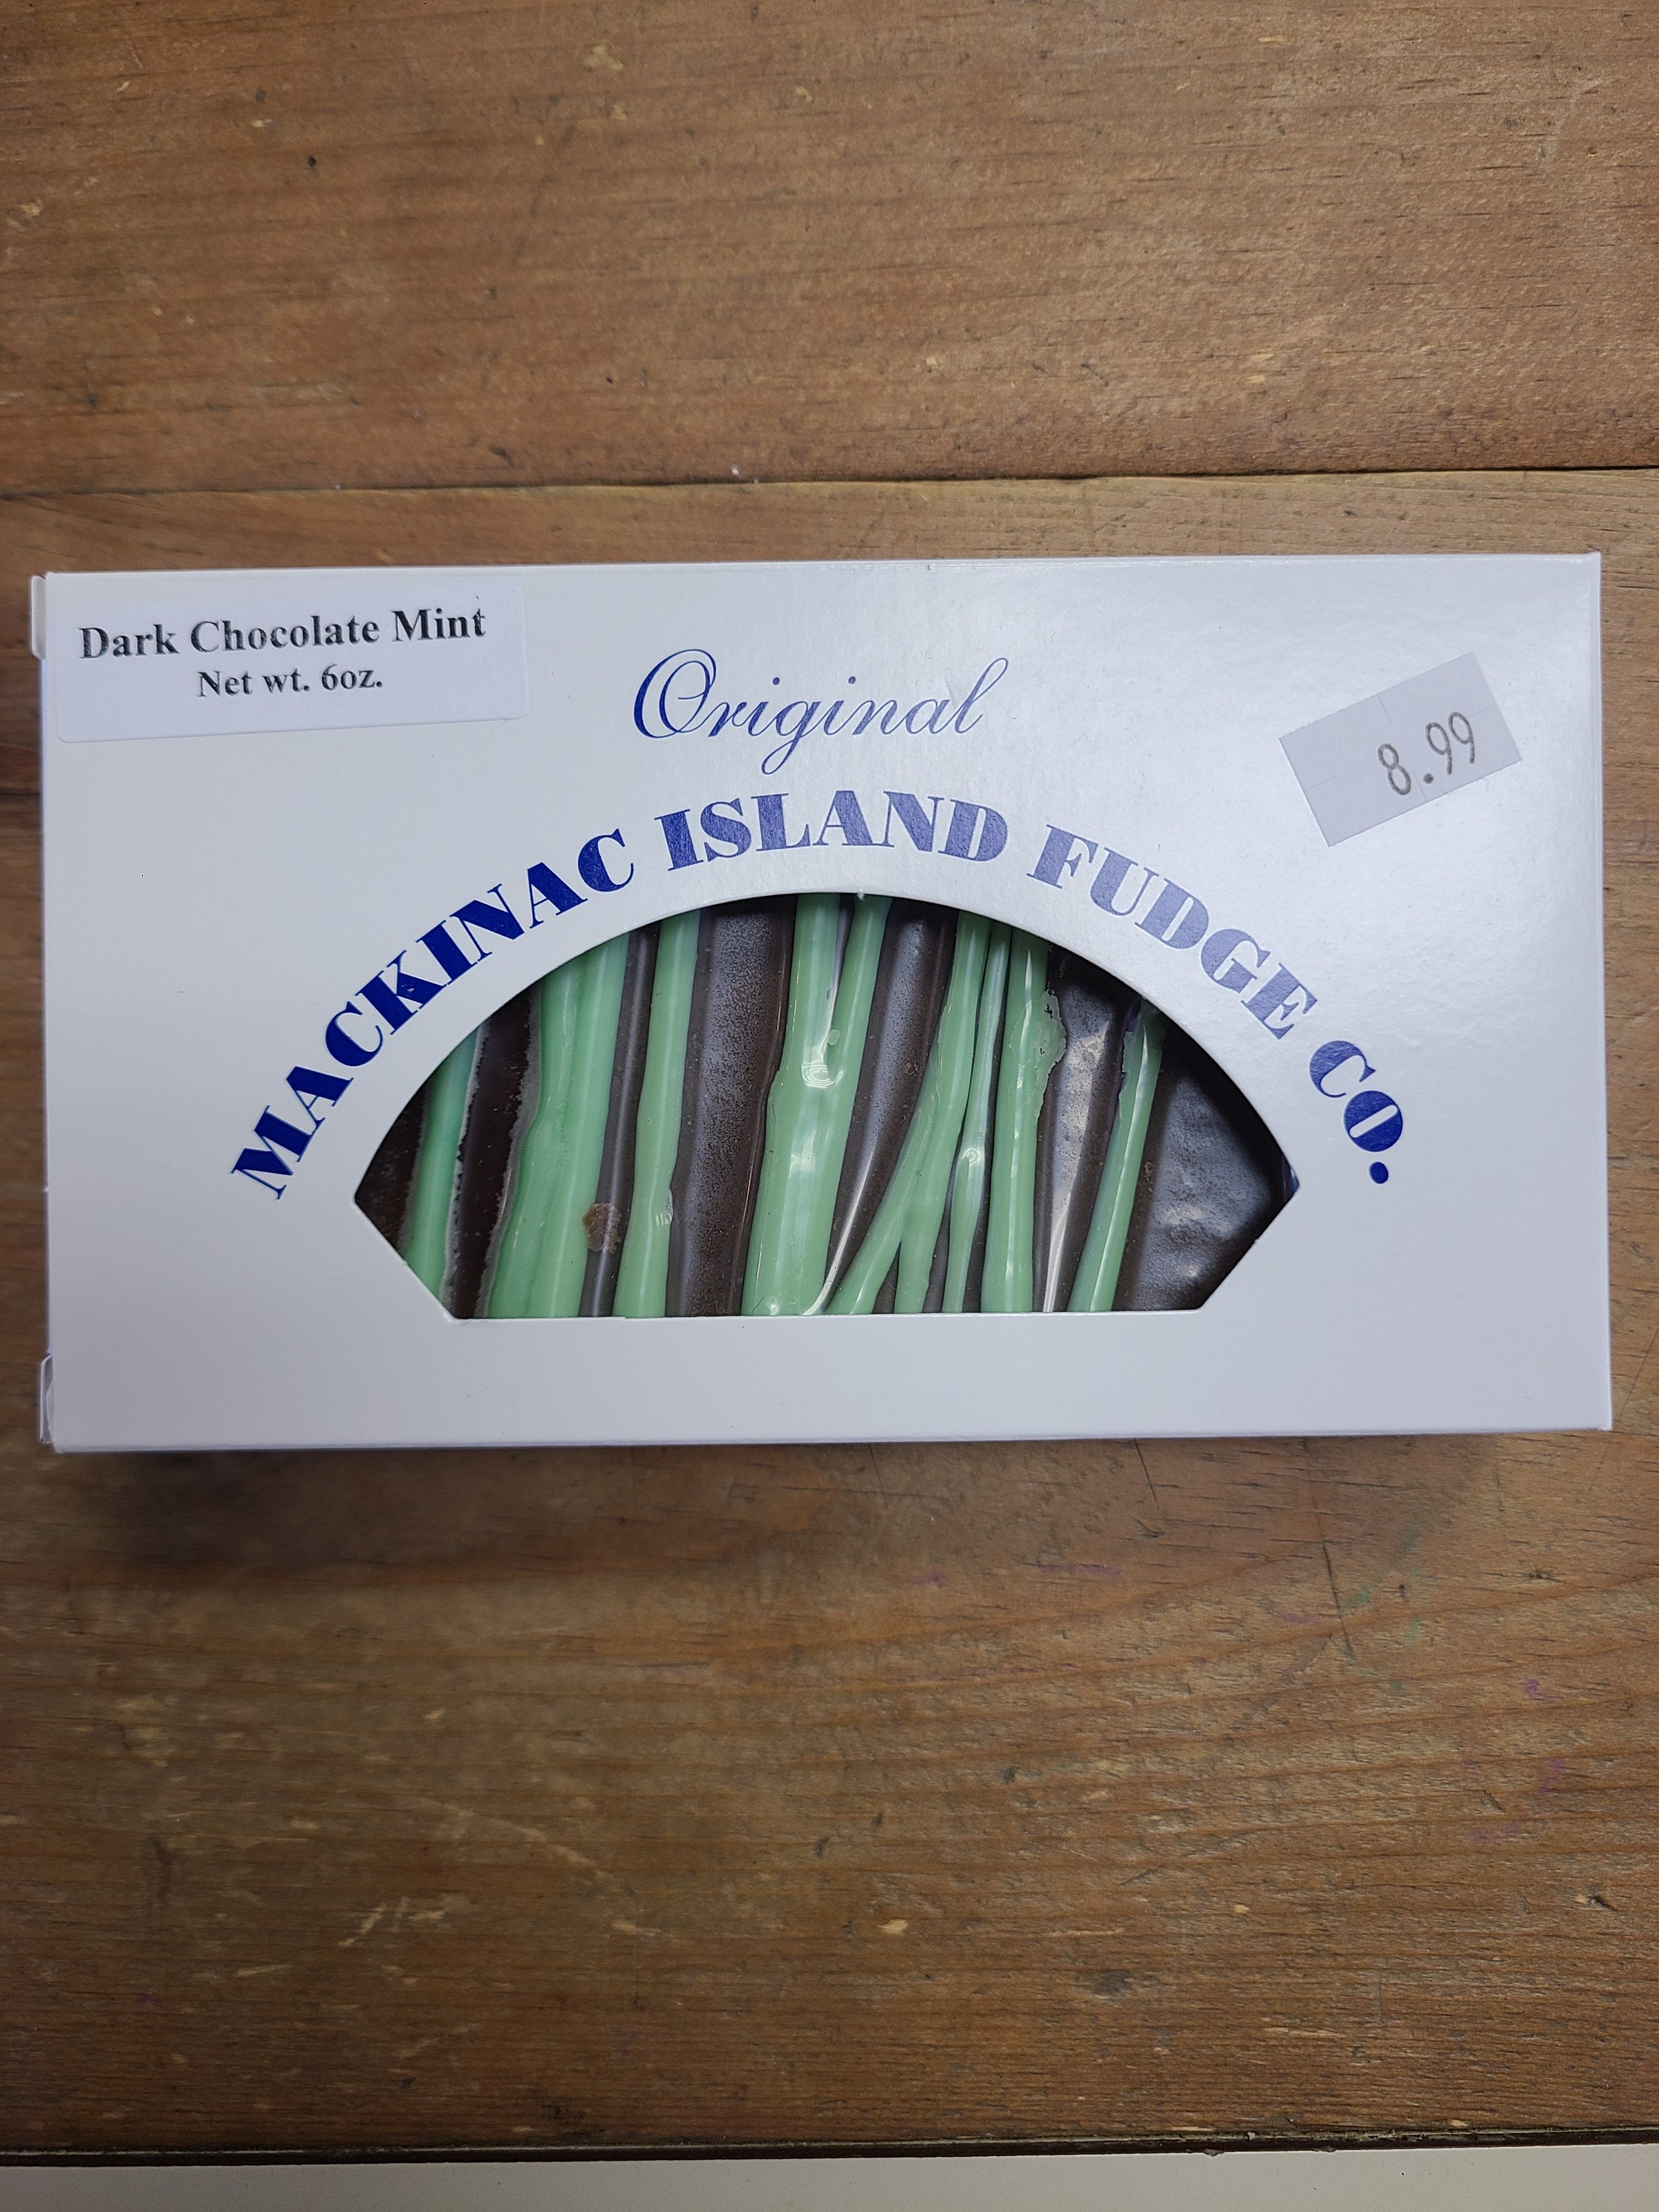 Dark Chocolate Mint
Net wt. 6oz.
Original
8.99
MACKINAC ISLAND FUDGE CO.